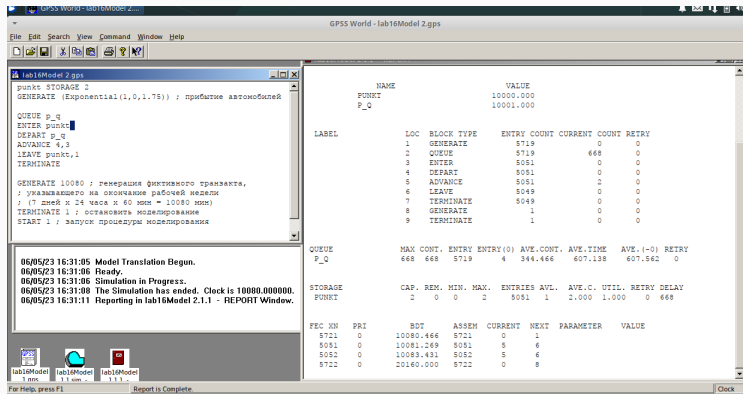 GPSS World - lab16Model 2....
GPSS World - lab16Model 2.gps
File Edit Search View Command Window Help
lab16Model 2.gps
punkt STORAGE 2
GENERATE (Exponential(1,0,1.75)) ; прибытие автомобилей
QUEUE p_q
ENTER punkt
DEPART p_q
ADVANCE 4,3
lEAVE punkt,1
TERMINATE
GENERATE 10080 ; генерация фиктивного транзакта,
; указывающего на окончание рабочей недели
; (7 дней x 24 часа x 60 мин = 10080 мин)
TERMINATE 1 ; остановить моделирование
START 1 ; запуск процедуры моделирования
06/05/23 16:31:05 Model Translation Begun.
06/05/23 16:31:06 Ready.
06/05/23 16:31:06 Simulation in Progress.
06/05/23 16:31:08 The Simulation has ended. Clock is 10080.000000.
06/05/23 16:31:11 Reporting in lab16Model 2.1.1 - REPORT Window.
NAME VALUE
PUNKT 10000.000
P_Q 10001.000
LABEL LOC BLOCK TYPE ENTRY COUNT CURRENT COUNT RETRY
1 GENERATE 5719 0 0
2 QUEUE 5719 668 0
3 ENTER 5051 0 0
4 DEPART 5051 0 0
5 ADVANCE 5051 2 0
6 LEAVE 5049 0 0
7 TERMINATE 5049 0 0
8 GENERATE 1 0 0
9 TERMINATE 1 0 0
QUEUE MAX CONT. ENTRY ENTRY(0) AVE.CONT. AVE.TIME AVE.(-0) RETRY
P_Q 668 668 5719 4 344.466 607.138 607.562 0
STORAGE CAP. REM. MIN. MAX. ENTRIES AVL. AVE.C. UTIL. RETRY DELAY
PUNKT 2 0 0 2 5051 1 2.000 1.000 0 668
FEC XN PRI BDT ASSEM CURRENT NEXT PARAMETER VALUE
5721 0 10080.466 5721 0 1
5051 0 10081.269 5051 5 6
5052 0 10083.431 5052 5 6
5722 0 20160.000 5722 0 8
lab16Model
lab16Model
lab16Model
For Help, press F1
Report is Complete.
Clock